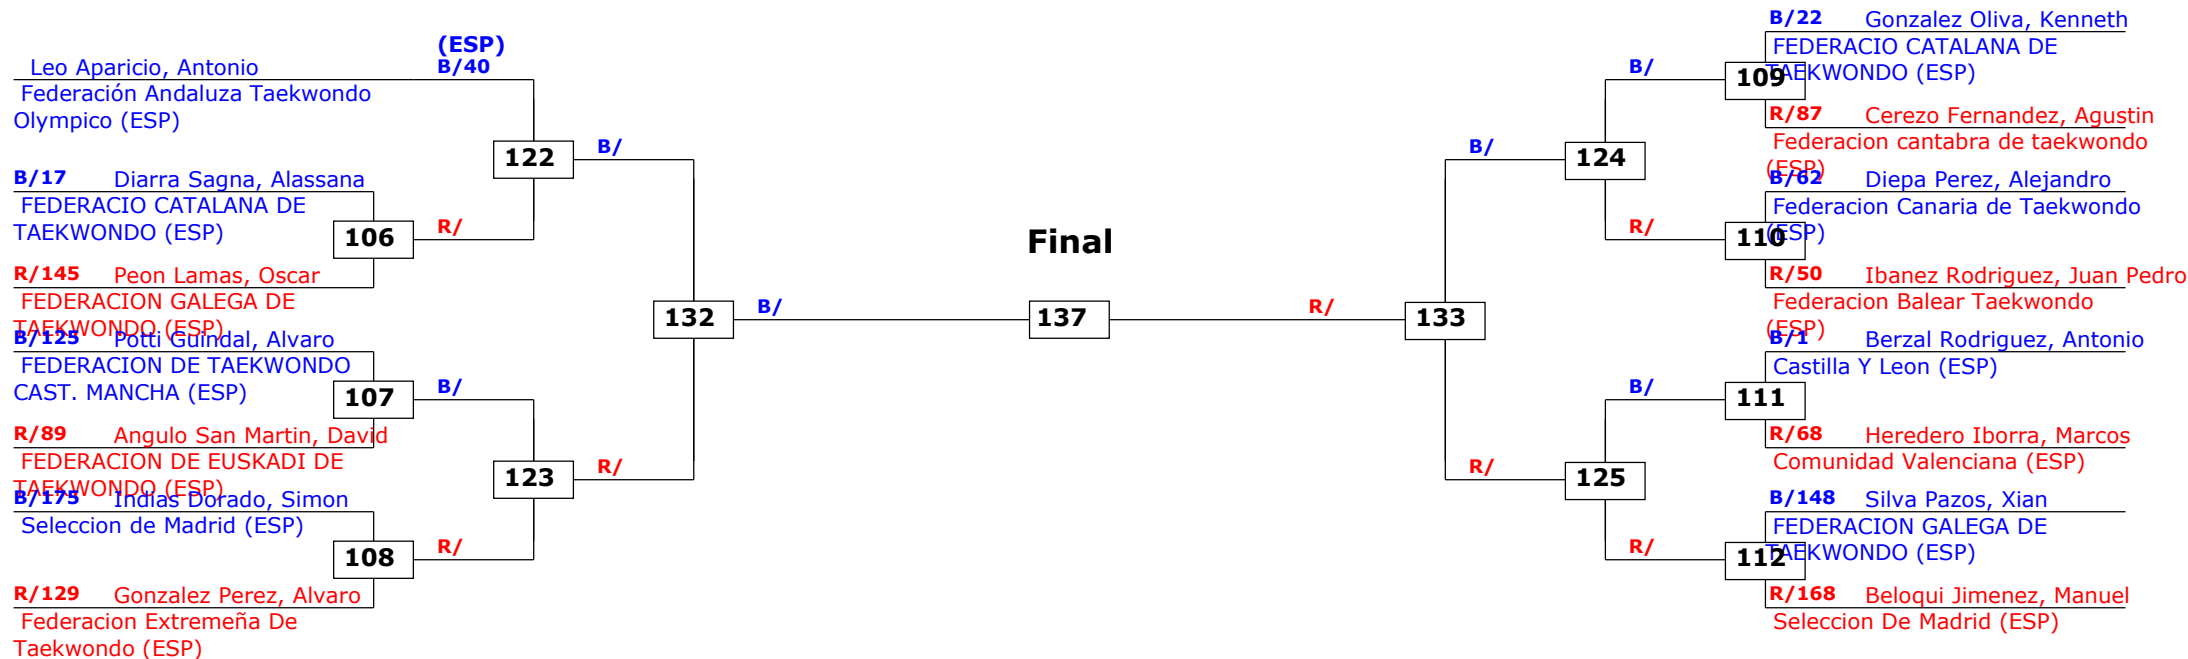 (ESP)
Leo Aparicio, Antonio B/40
Federación Andaluza Taekwondo
Olympico (ESP)
122
B/
B/17 Diarra Sagna, Alassana
FEDERACIO CATALANA DE
TAEKWONDO (ESP)
106
R/
R/145 Peon Lamas, Oscar
FEDERACION GALEGA DE
TAEKWONDO (ESP)
132
B/
B/125 Potti Guindal, Alvaro
FEDERACION DE TAEKWONDO
CAST. MANCHA (ESP)
107
B/
R/89 Angulo San Martin, David
FEDERACION DE EUSKADI DE
TAEKWONDO (ESP)
123
R/
B/175 Indias Dorado, Simon
Seleccion de Madrid (ESP)
108
R/
R/129 Gonzalez Perez, Alvaro
Federacion Extremeña De
Taekwondo (ESP)
Final
137
B/22 Gonzalez Oliva, Kenneth
FEDERACIO CATALANA DE
TAEKWONDO (ESP)
B/
109
R/87 Cerezo Fernandez, Agustin
Federacion cantabra de taekwondo
(ESP)
B/
124
B/62 Diepa Perez, Alejandro
Federacion Canaria de Taekwondo
(ESP)
R/
110
R/50 Ibanez Rodriguez, Juan Pedro
Federacion Balear Taekwondo
(ESP)
R/
133
B/1 Berzal Rodriguez, Antonio
Castilla Y Leon (ESP)
B/
111
R/68 Heredero Iborra, Marcos
Comunidad Valenciana (ESP)
R/
125
B/148 Silva Pazos, Xian
FEDERACION GALEGA DE
TAEKWONDO (ESP)
R/
112
R/168 Beloqui Jimenez, Manuel
Seleccion De Madrid (ESP)